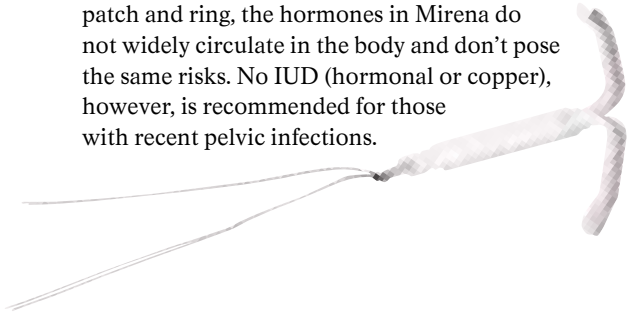 patch and ring, the hormones in Mirena do
not widely circulate in the body and don’t pose
the same risks. No IUD (hormonal or copper),
however, is recommended for those
with recent pelvic infections.